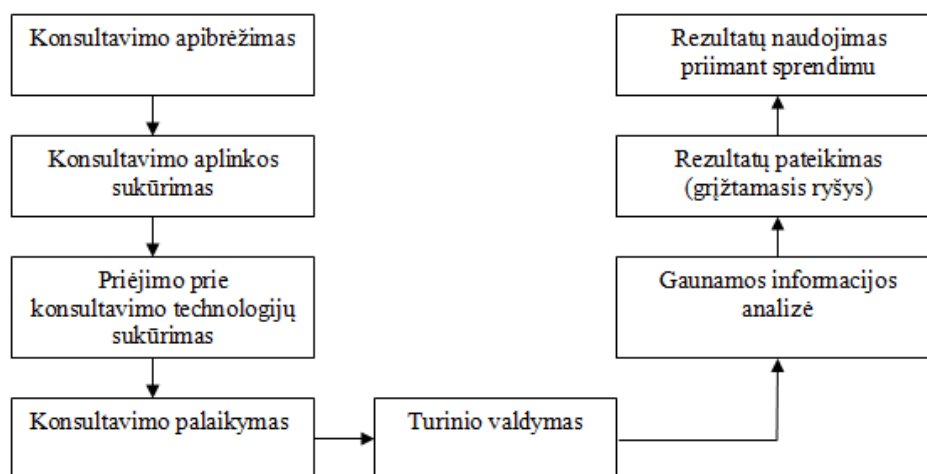 Konsultavimo apibrėžimas
Konsultavimo aplinkos
sukūrimas
Priėjimo prie
konsultavimo technologijų
sukūrimas
Konsultavimo palaikymas
Turinio valdymas
Gaunamos informacijos
analizė
Rezultatų pateikimas
(grįžtamasis ryšys)
Rezultatų naudojimas
priimant sprendimu